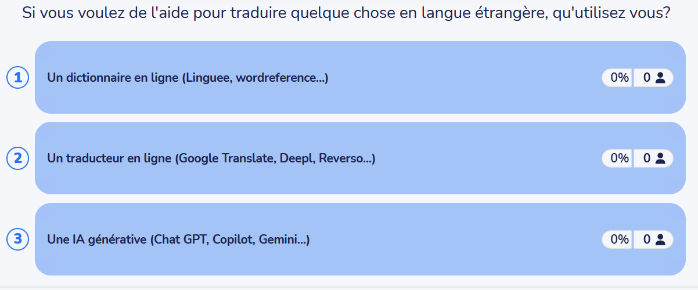 Si vous voulez de l'aide pour traduire quelque chose en langue étrangère, qu'utilisez vous?
1 Un dictionnaire en ligne (Linguee, wordreference...) 0% 0
2 Un traducteur en ligne (Google Translate, Deepl, Reverso...) 0% 0
3 Une IA générative (Chat GPT, Copilot, Gemini...) 0% 0